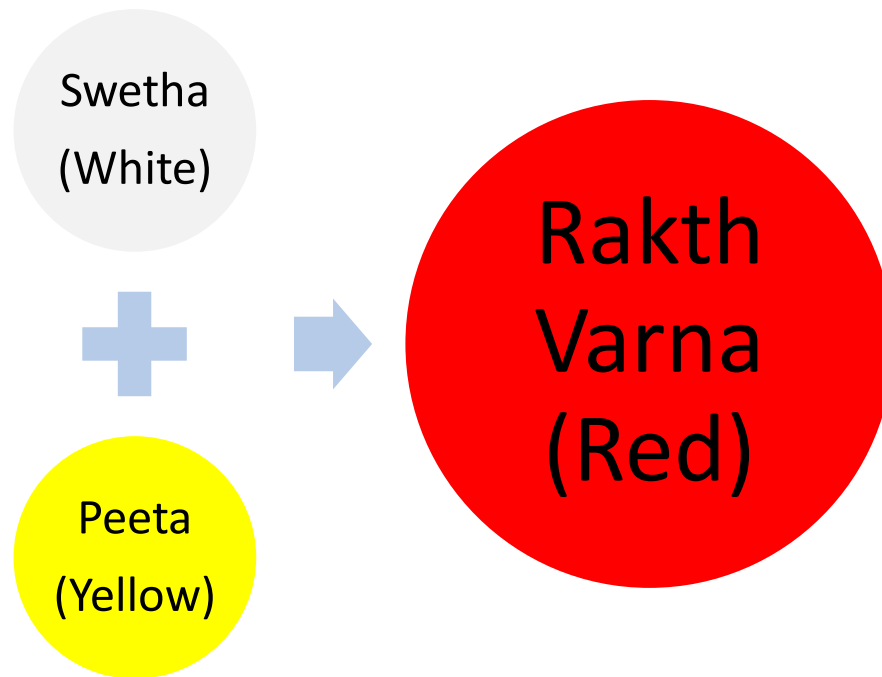 Swetha
(White)
Peeta
(Yellow)
Rakth
Varna
(Red)